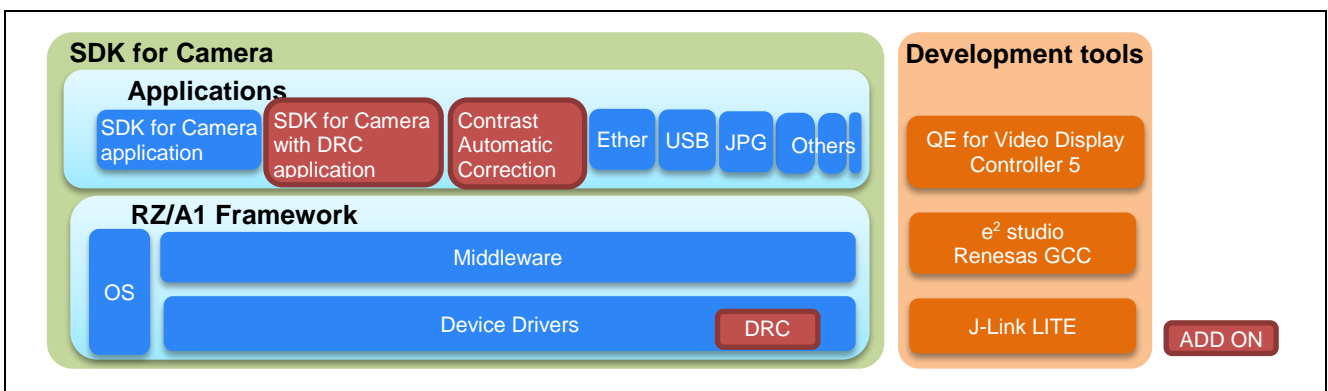 SDK for Camera
Applications
SDK for Camera
application
SDK for Camera
with DRC
application
Contrast
Automatic
Correction
Ether
USB
JPG
Others
RZ/A1 Framework
OS
Middleware
Device Drivers
DRC
Development tools
QE for Video Display
Controller 5
e² studio
Renesas GCC
J-Link LITE
ADD ON